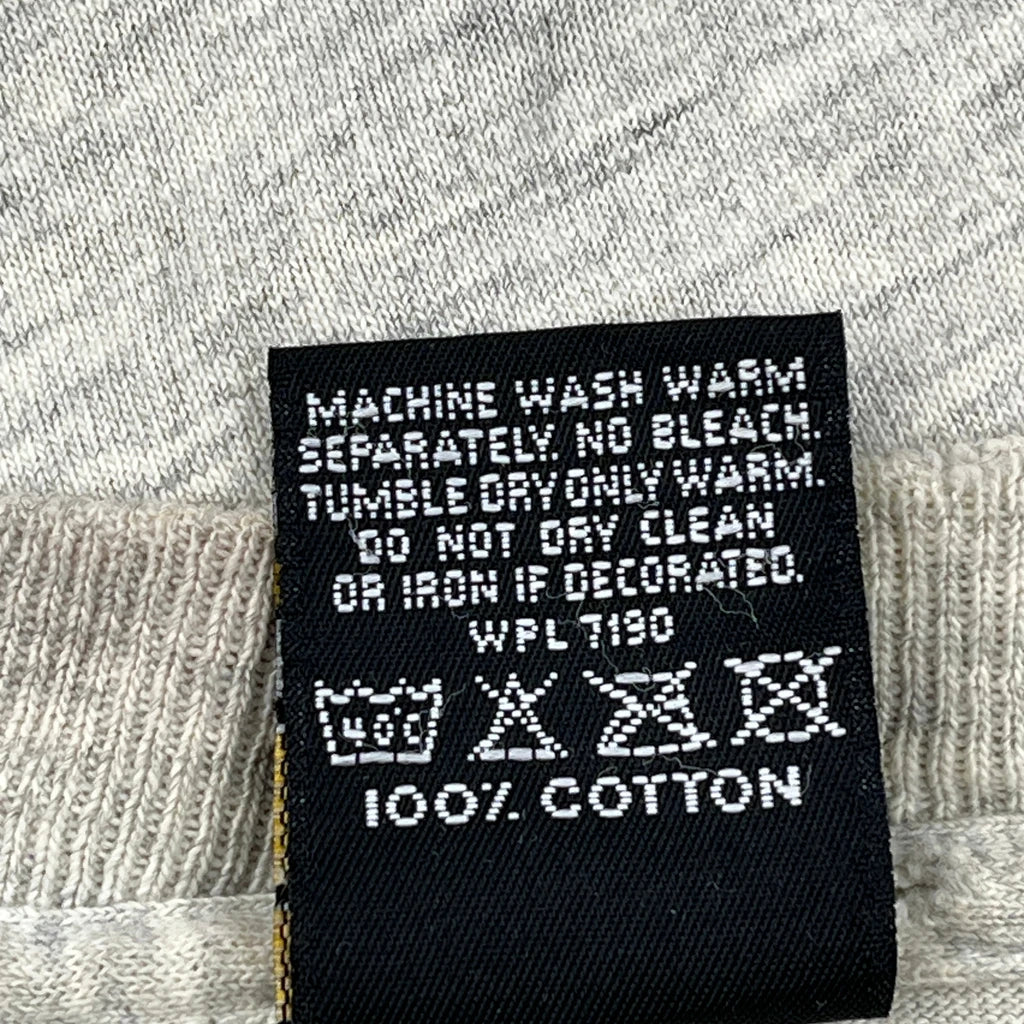 MACHINE WASH WARM
SEPARATELY. NO BLEACH.
TUMBLE DRY ONLY WARM.
DO NOT DRY CLEAN
OR IRON IF DECORATED.
WPL 7190
40C
100% COTTON